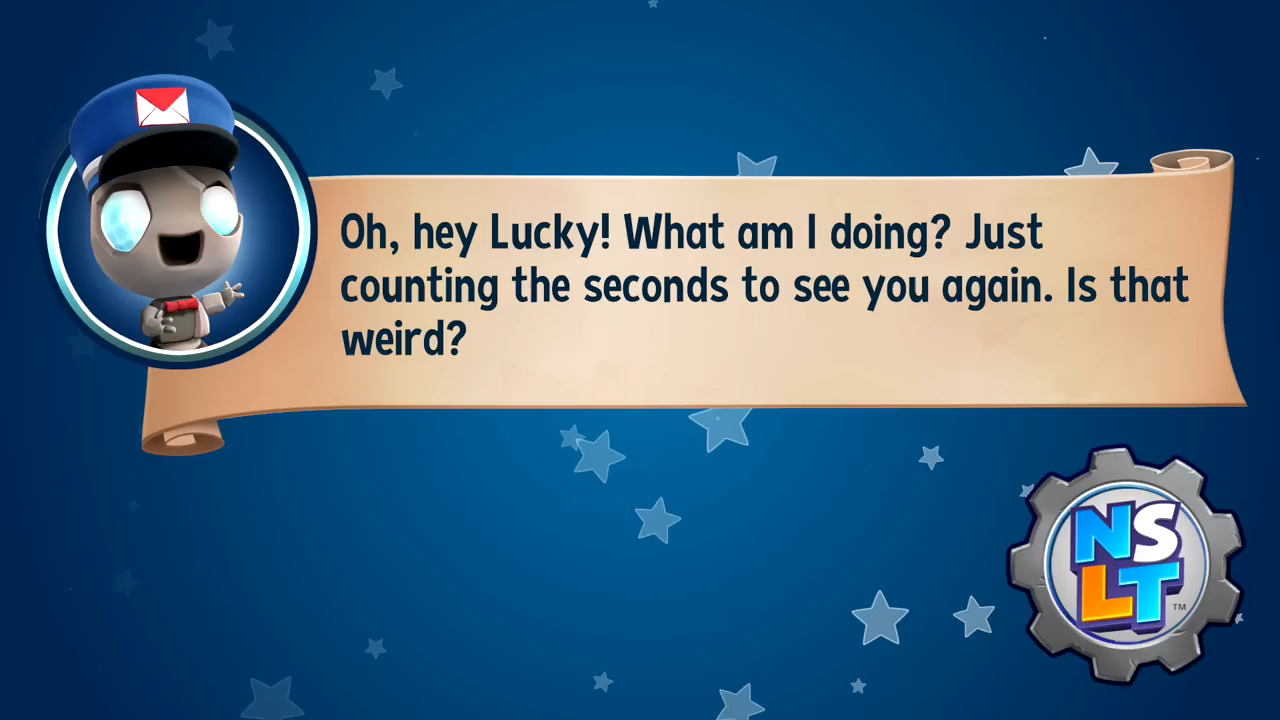 Oh, hey Lucky! What am I doing? Just
counting the seconds to see you again. Is that
weird?
NS
LT
TM